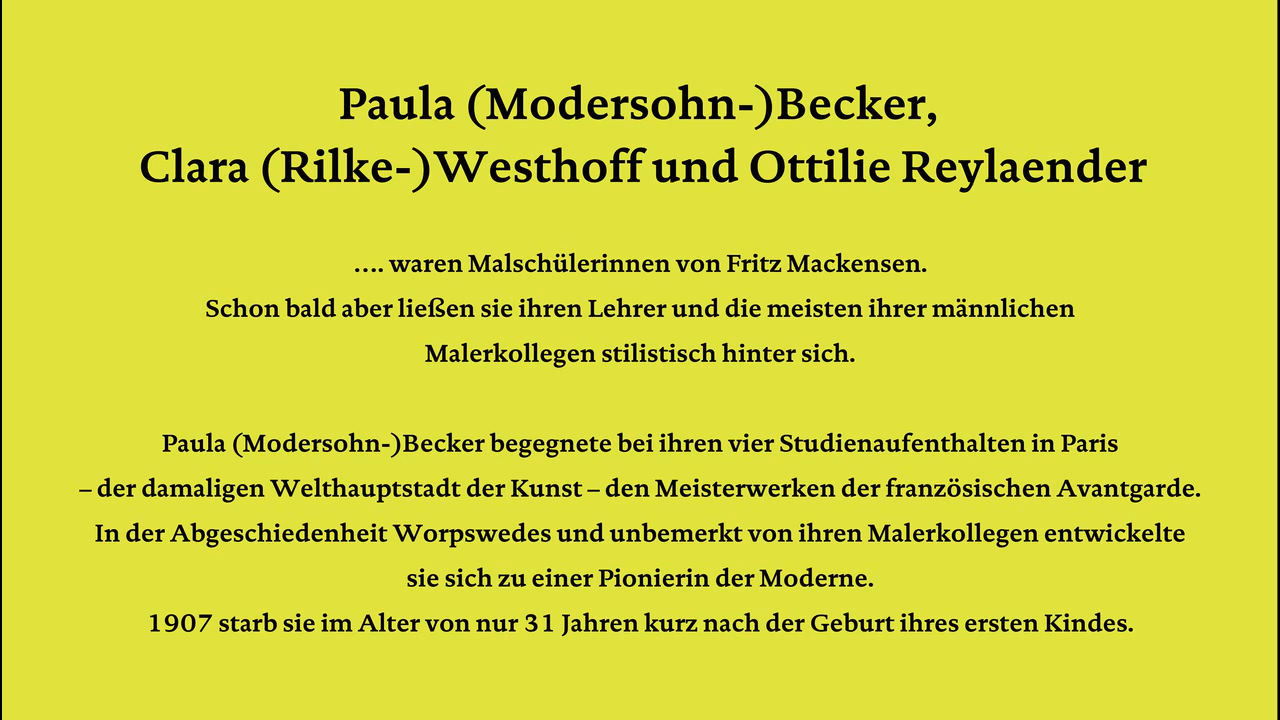 Paula (Modersohn-)Becker,
Clara (Rilke-)Westhoff und Ottilie Reylaender
.... waren Malschülerinnen von Fritz Mackensen.
Schon bald aber ließen sie ihren Lehrer und die meisten ihrer männlichen
Malerkollegen stilistisch hinter sich.
Paula (Modersohn-)Becker begegnete bei ihren vier Studienaufenthalten in Paris
– der damaligen Welthauptstadt der Kunst – den Meisterwerken der französischen Avantgarde.
In der Abgeschiedenheit Worpswedes und unbemerkt von ihren Malerkollegen entwickelte
sie sich zu einer Pionierin der Moderne.
1907 starb sie im Alter von nur 31 Jahren kurz nach der Geburt ihres ersten Kindes.